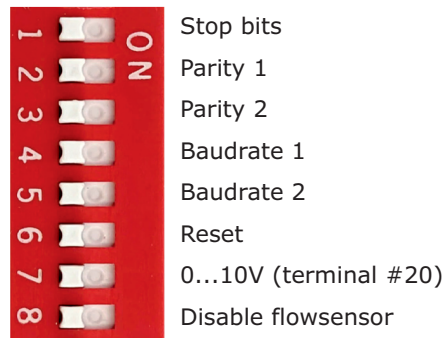 1 Stop bits
2 Parity 1
3 Parity 2
4 Baudrate 1
5 Baudrate 2
6 Reset
7 0...10V (terminal #20)
8 Disable flowsensor
ON